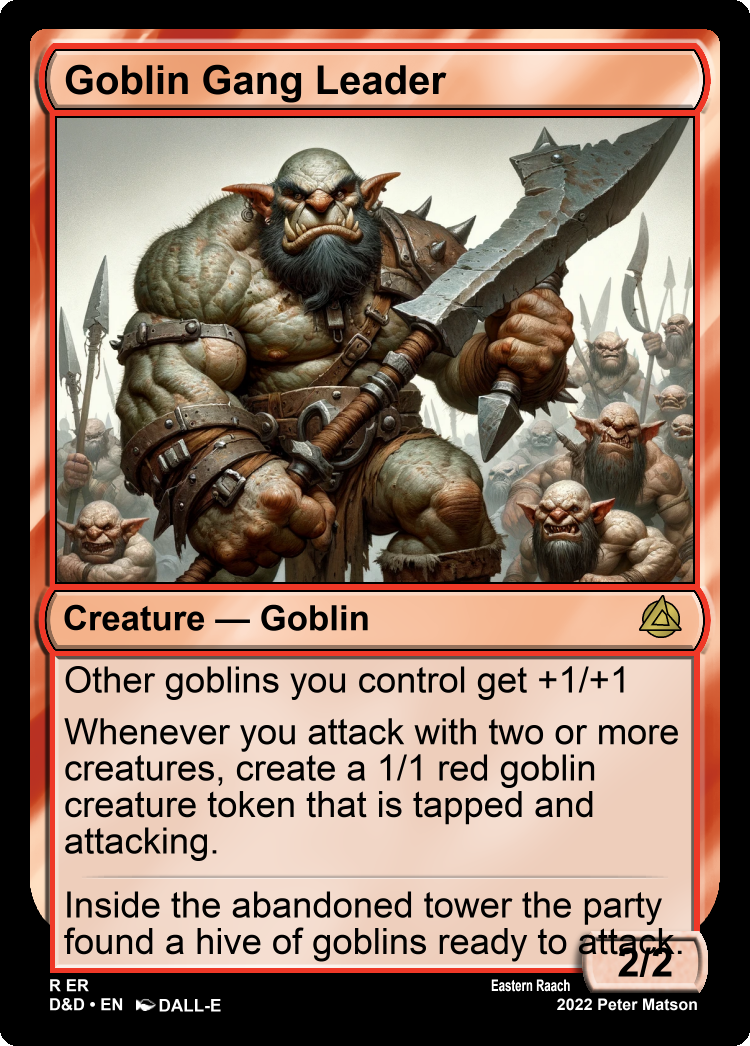 Goblin Gang Leader
Creature — Goblin
Other goblins you control get +1/+1
Whenever you attack with two or more
creatures, create a 1/1 red goblin
creature token that is tapped and
attacking.
Inside the abandoned tower the party
found a hive of goblins ready to attack.
2/2
R ER
Eastern Raach
D&D • EN DALL-E
2022 Peter Matson